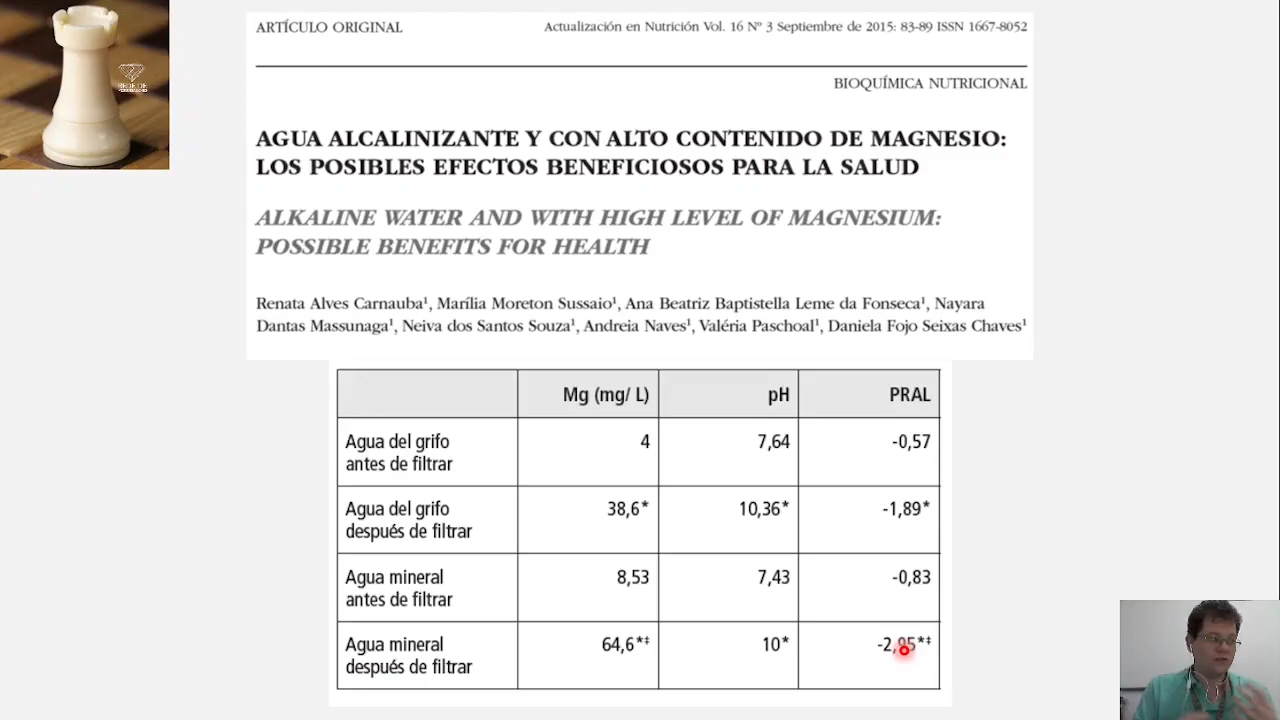 ARTÍCULO ORIGINAL
Actualización en Nutrición Vol. 16 Nº 3 Septiembre de 2015: 83-89 ISSN 1667-8052
BIOQUÍMICA NUTRICIONAL
AGUA ALCALINIZANTE Y CON ALTO CONTENIDO DE MAGNESIO:
LOS POSIBLES EFECTOS BENEFICIOSOS PARA LA SALUD
ALKALINE WATER AND WITH HIGH LEVEL OF MAGNESIUM:
POSSIBLE BENEFITS FOR HEALTH
Renata Alves Carnauba¹, Marília Moreton Sussaio¹, Ana Beatriz Baptistella Leme da Fonseca¹, Nayara
Dantas Massunaga¹, Neiva dos Santos Souza¹, Andreia Naves¹, Valéria Paschoal¹, Daniela Fojo Seixas Chaves¹
Mg (mg/ L) pH PRAL
Agua del grifo
antes de filtrar
4 7,64 -0,57
Agua del grifo
después de filtrar
38,6* 10,36* -1,89*
Agua mineral
antes de filtrar
8,53 7,43 -0,83
Agua mineral
después de filtrar
64,6*‡ 10* -2,95*‡